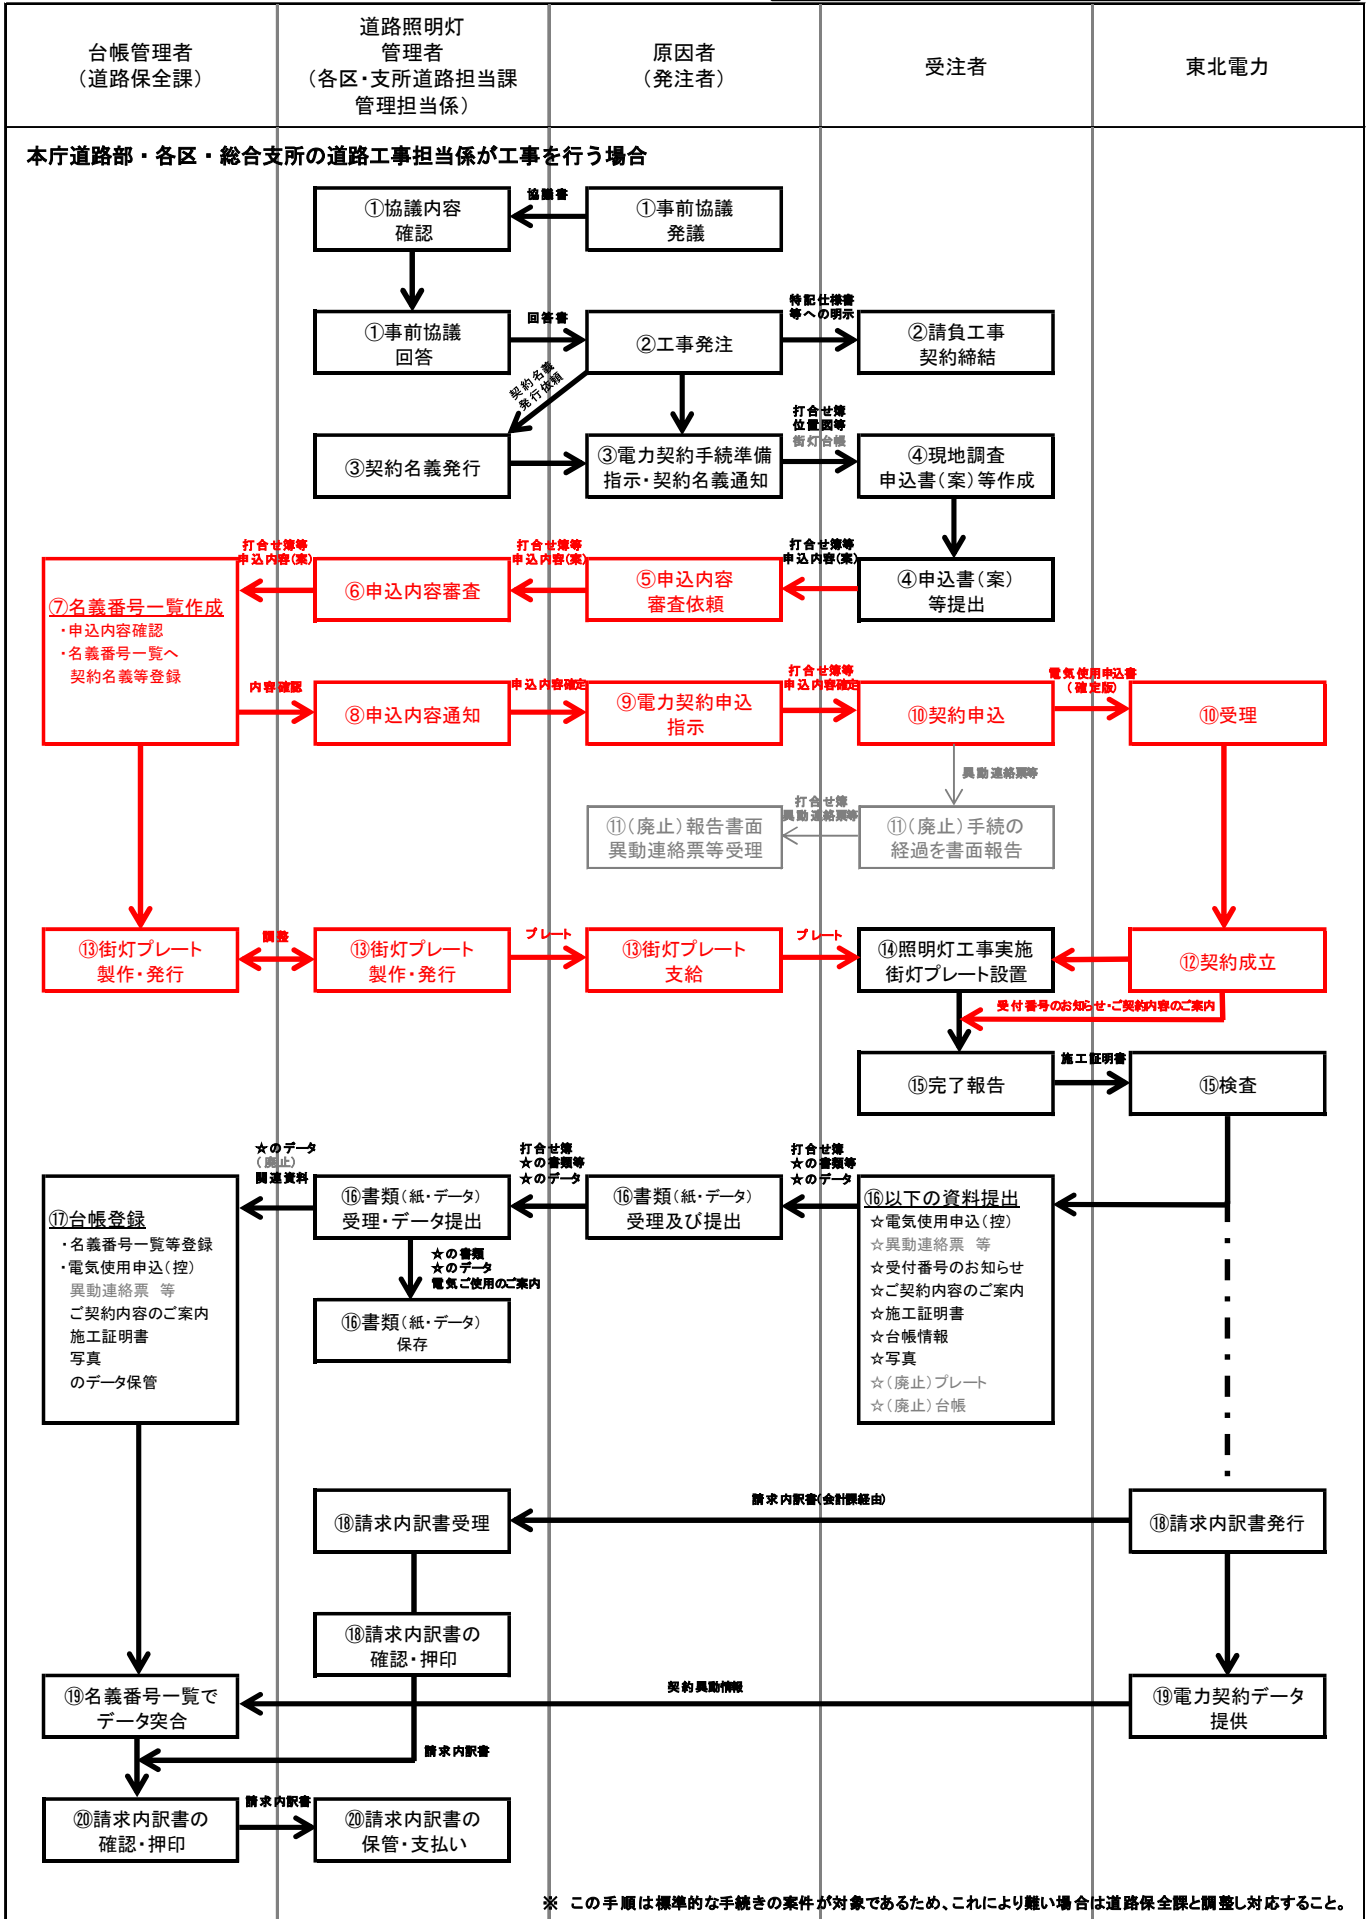 台帳管理者
（道路保全課）
道路照明灯
管理者
（各区・支所道路担当課
管理担当係）
原因者
（発注者）
受注者
東北電力
本庁道路部・各区・総合支所の道路工事担当係が工事を行う場合
①協議内容
確認
協議書
①事前協議
発議
①事前協議
回答
回答書
②工事発注
特記仕様書
等への明示
②請負工事
契約締結
契約名義
発行依頼
③契約名義発行
③電力契約手続準備
指示・契約名義通知
打合せ簿
位置図等
街灯台帳
④現地調査
申込書（案）等作成
⑦名義番号一覧作成
・申込内容確認
・名義番号一覧へ
契約名義等登録
打合せ簿等
申込内容(案)
⑥申込内容審査
打合せ簿等
申込内容(案)
⑤申込内容
審査依頼
打合せ簿等
申込内容(案)
④申込書（案）
等提出
内容確認
⑧申込内容通知
申込内容確定
⑨電力契約申込
指示
打合せ簿等
申込内容確定
⑩契約申込
電気使用申込書
（確定版）
⑩受理
異動連絡票等
⑪（廃止）報告書面
異動連絡票等受理
打合せ簿
異動連絡票等
⑪（廃止）手続の
経過を書面報告
⑬街灯プレート
製作・発行
調整
⑬街灯プレート
製作・発行
プレート
⑬街灯プレート
支給
プレート
⑭照明灯工事実施
街灯プレート設置
⑫契約成立
受付番号のお知らせ・ご契約内容のご案内
⑮完了報告
施工証明書
⑮検査
⑰台帳登録
・名義番号一覧等登録
・電気使用申込（控）
異動連絡票　等
ご契約内容のご案内
施工証明書
写真
のデータ保管
☆のデータ
（廃止）
関連資料
⑯書類（紙・データ）
受理・データ提出
打合せ簿
☆の書類等
☆のデータ
⑯書類（紙・データ）
受理及び提出
打合せ簿
☆の書類等
☆のデータ
⑯以下の資料提出
☆電気使用申込（控）
☆異動連絡票　等
☆受付番号のお知らせ
☆ご契約内容のご案内
☆施工証明書
☆台帳情報
☆写真
☆（廃止）プレート
☆（廃止）台帳
☆の書類
☆のデータ
電気ご使用のご案内
⑯書類（紙・データ）
保存
⑱請求内訳書受理
請求内訳書(会計課経由)
⑱請求内訳書発行
⑱請求内訳書の
確認・押印
⑲名義番号一覧で
データ突合
契約異動情報
⑲電力契約データ
提供
請求内訳書
⑳請求内訳書の
確認・押印
請求内訳書
⑳請求内訳書の
保管・支払い
※　この手順は標準的な手続きの案件が対象であるため、これにより難い場合は道路保全課と調整し対応すること。